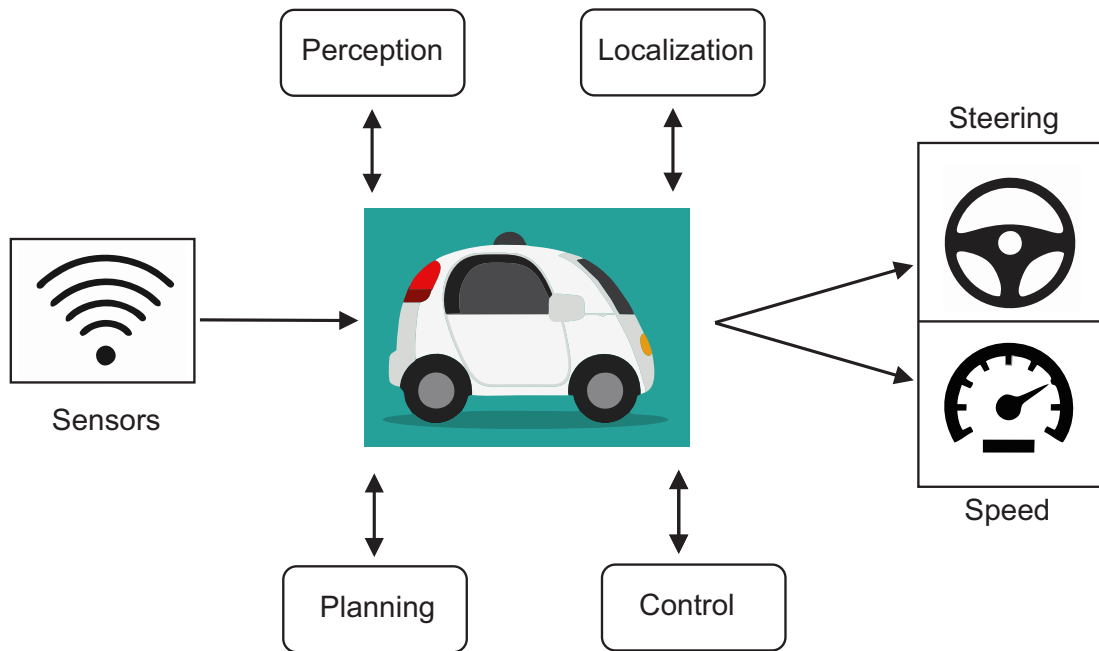 Perception
Localization
Steering
Sensors
Speed
Planning
Control